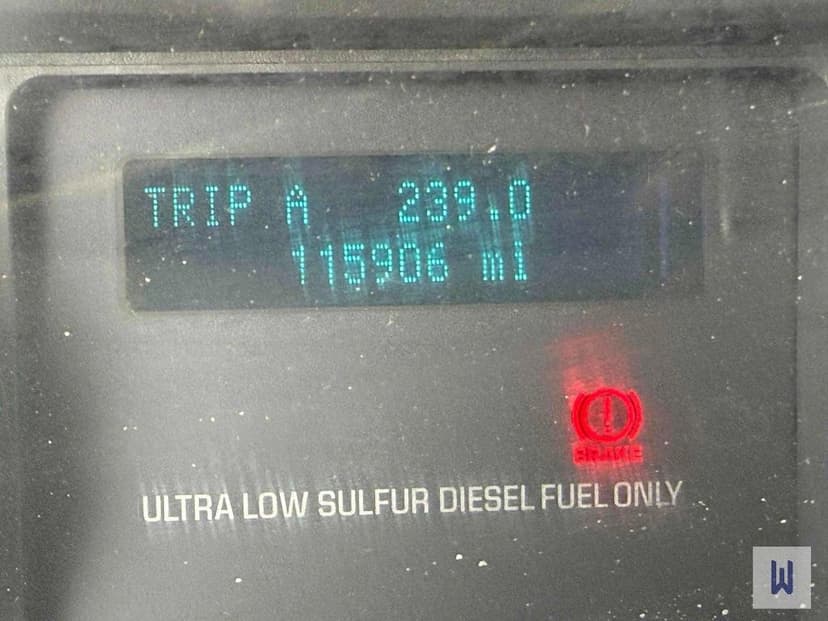 TRIP A 239.0
115906 mi
BRAKE
ULTRA LOW SULFUR DIESEL FUEL ONLY
W